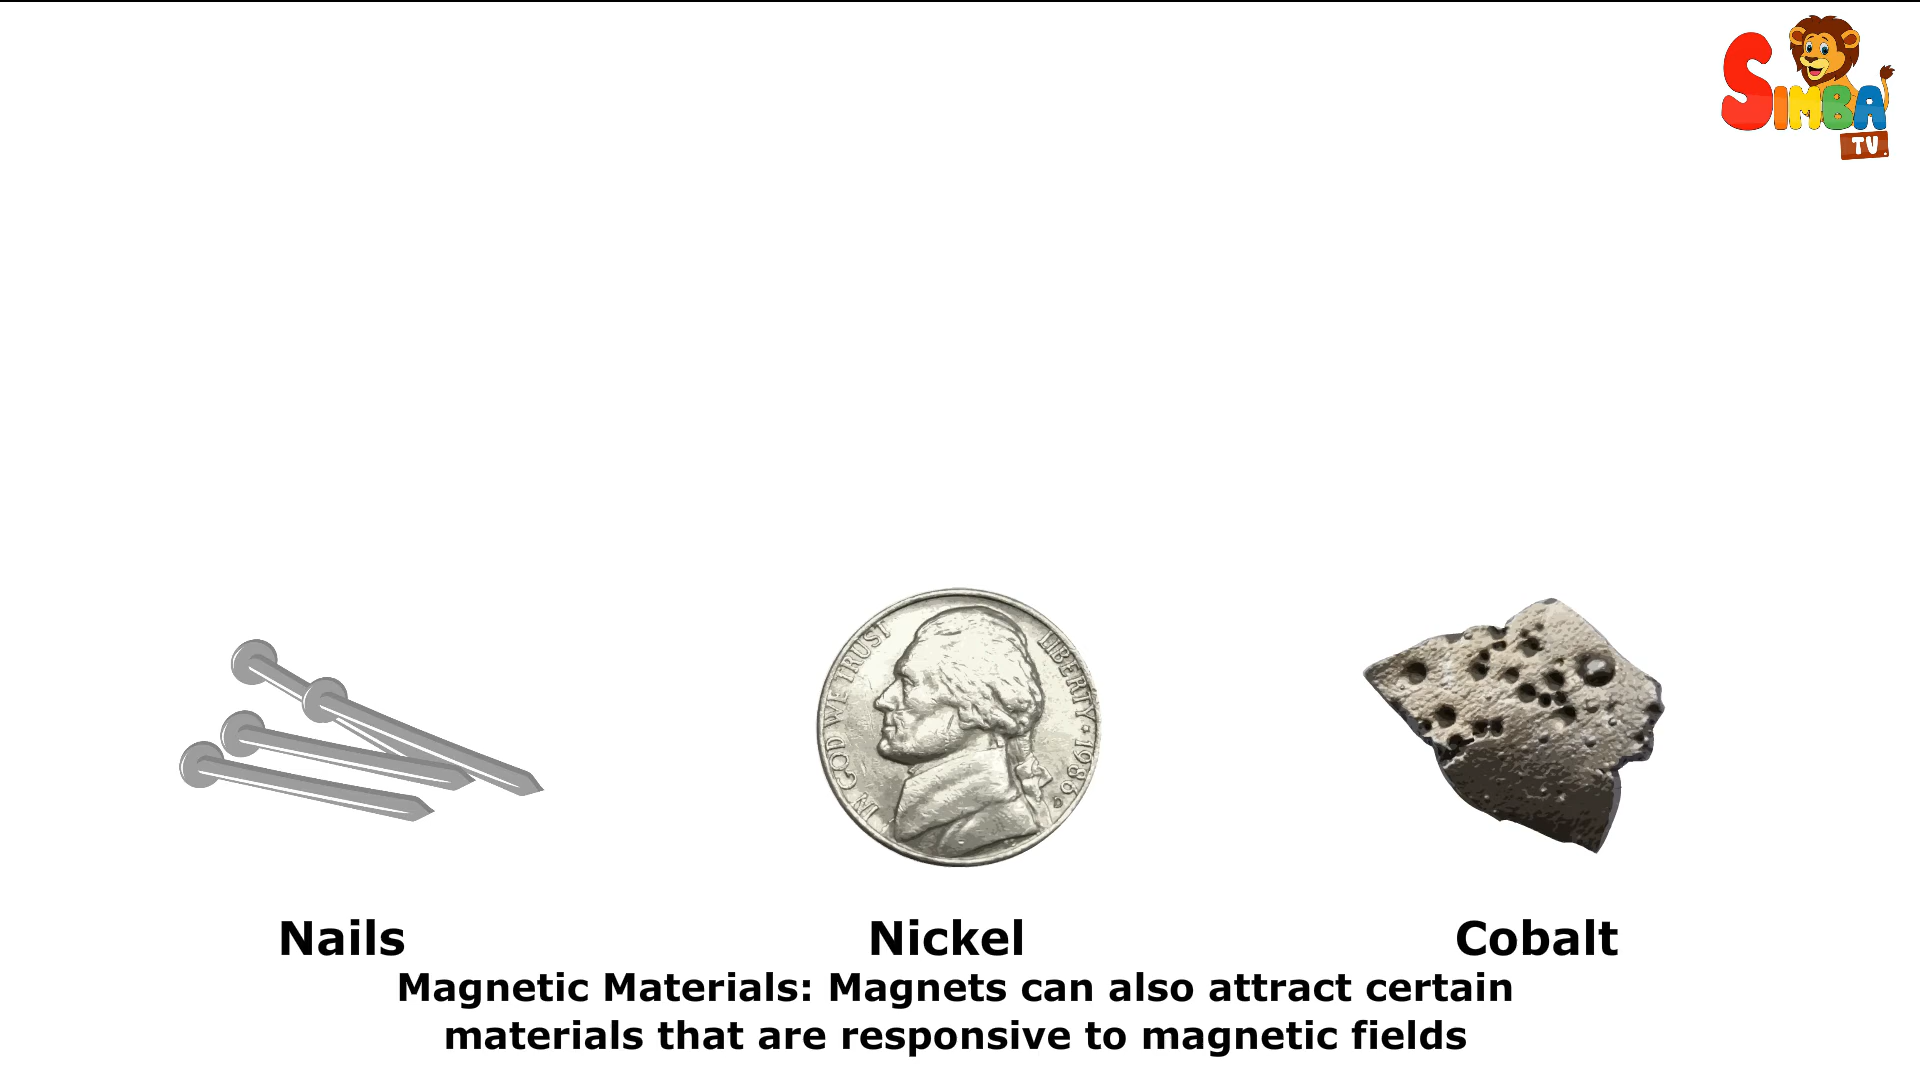 SIMBA
TV
IN GOD WE TRUST
LIBERTY 1986
Nails
Nickel
Cobalt
Magnetic Materials: Magnets can also attract certain
materials that are responsive to magnetic fields